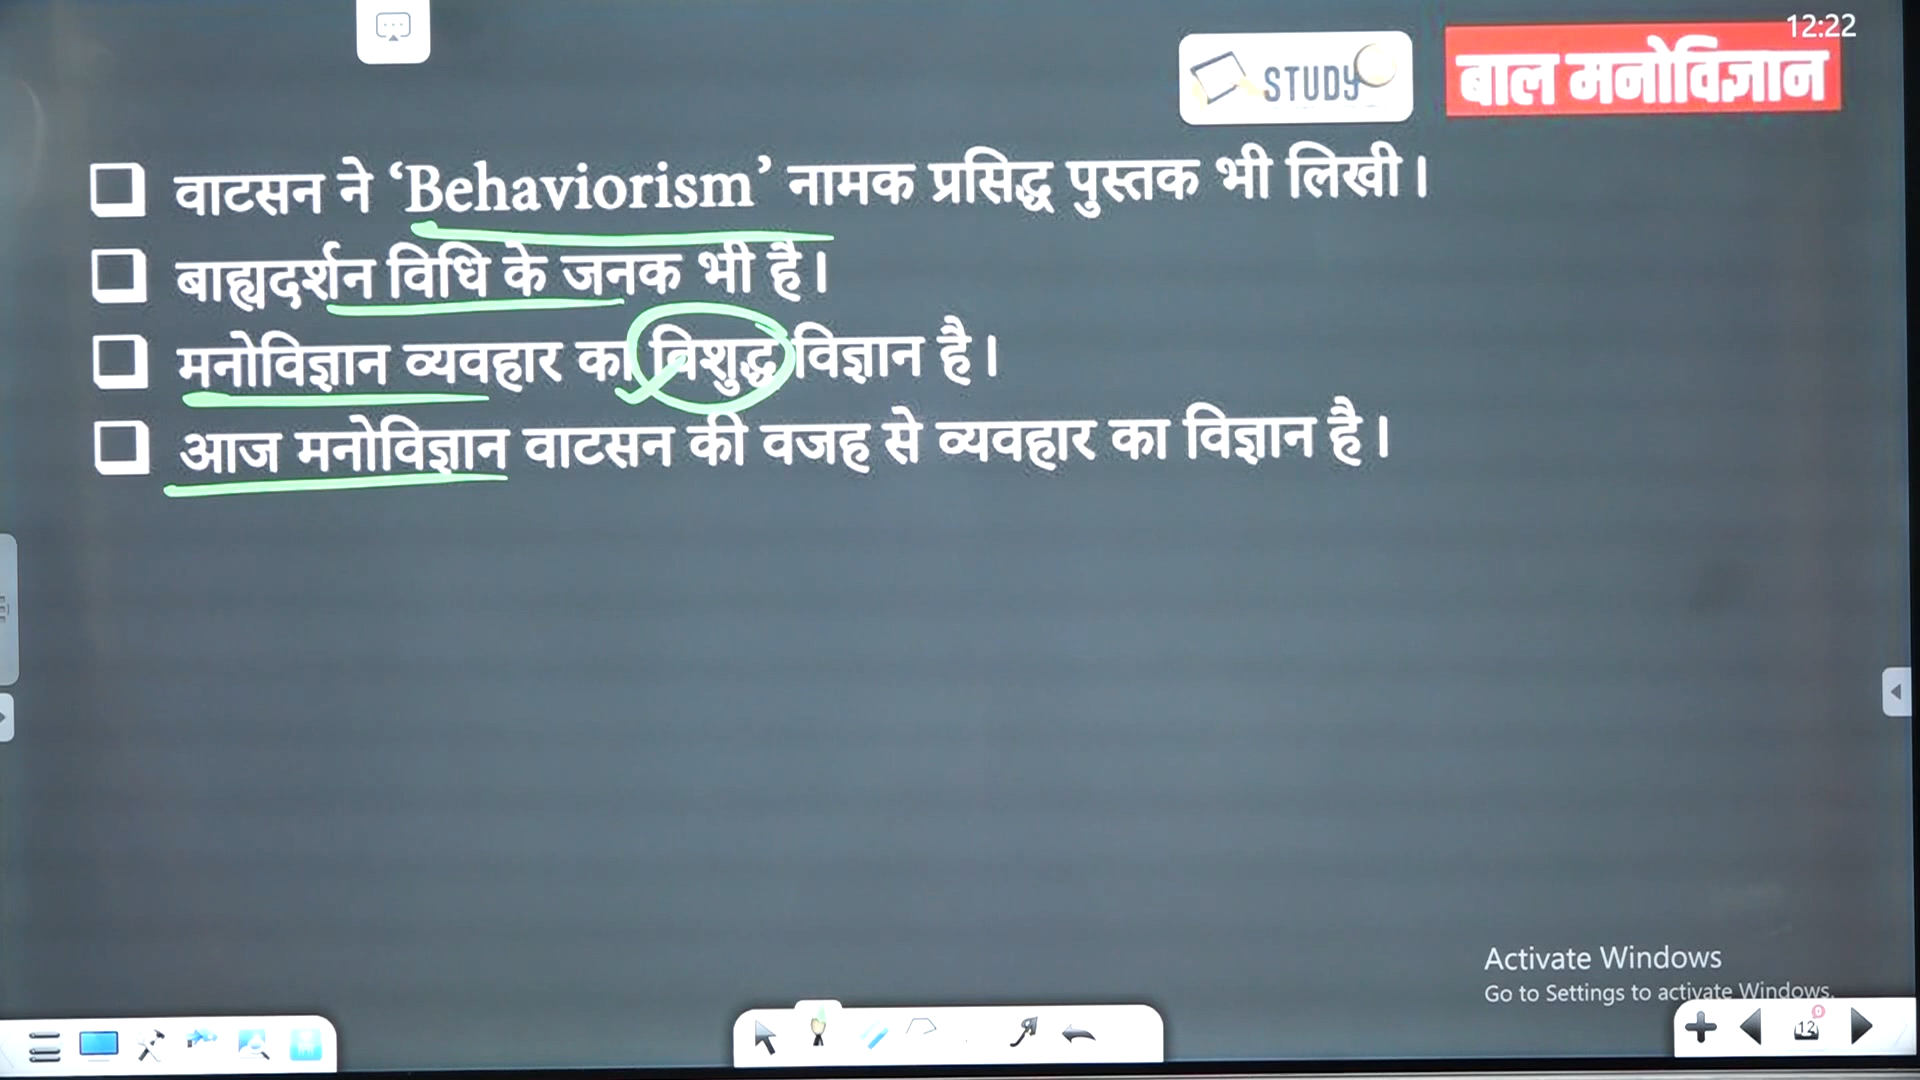 12:22
STUDY
बाल मनोविज्ञान
वाटसन ने ‘Behaviorism’ नामक प्रसिद्ध पुस्तक भी लिखी।
बाह्यदर्शन विधि के जनक भी है।
मनोविज्ञान व्यवहार का विशुद्ध विज्ञान है।
आज मनोविज्ञान वाटसन की वजह से व्यवहार का विज्ञान है।
Activate Windows
Go to Settings to activate Windows.
12